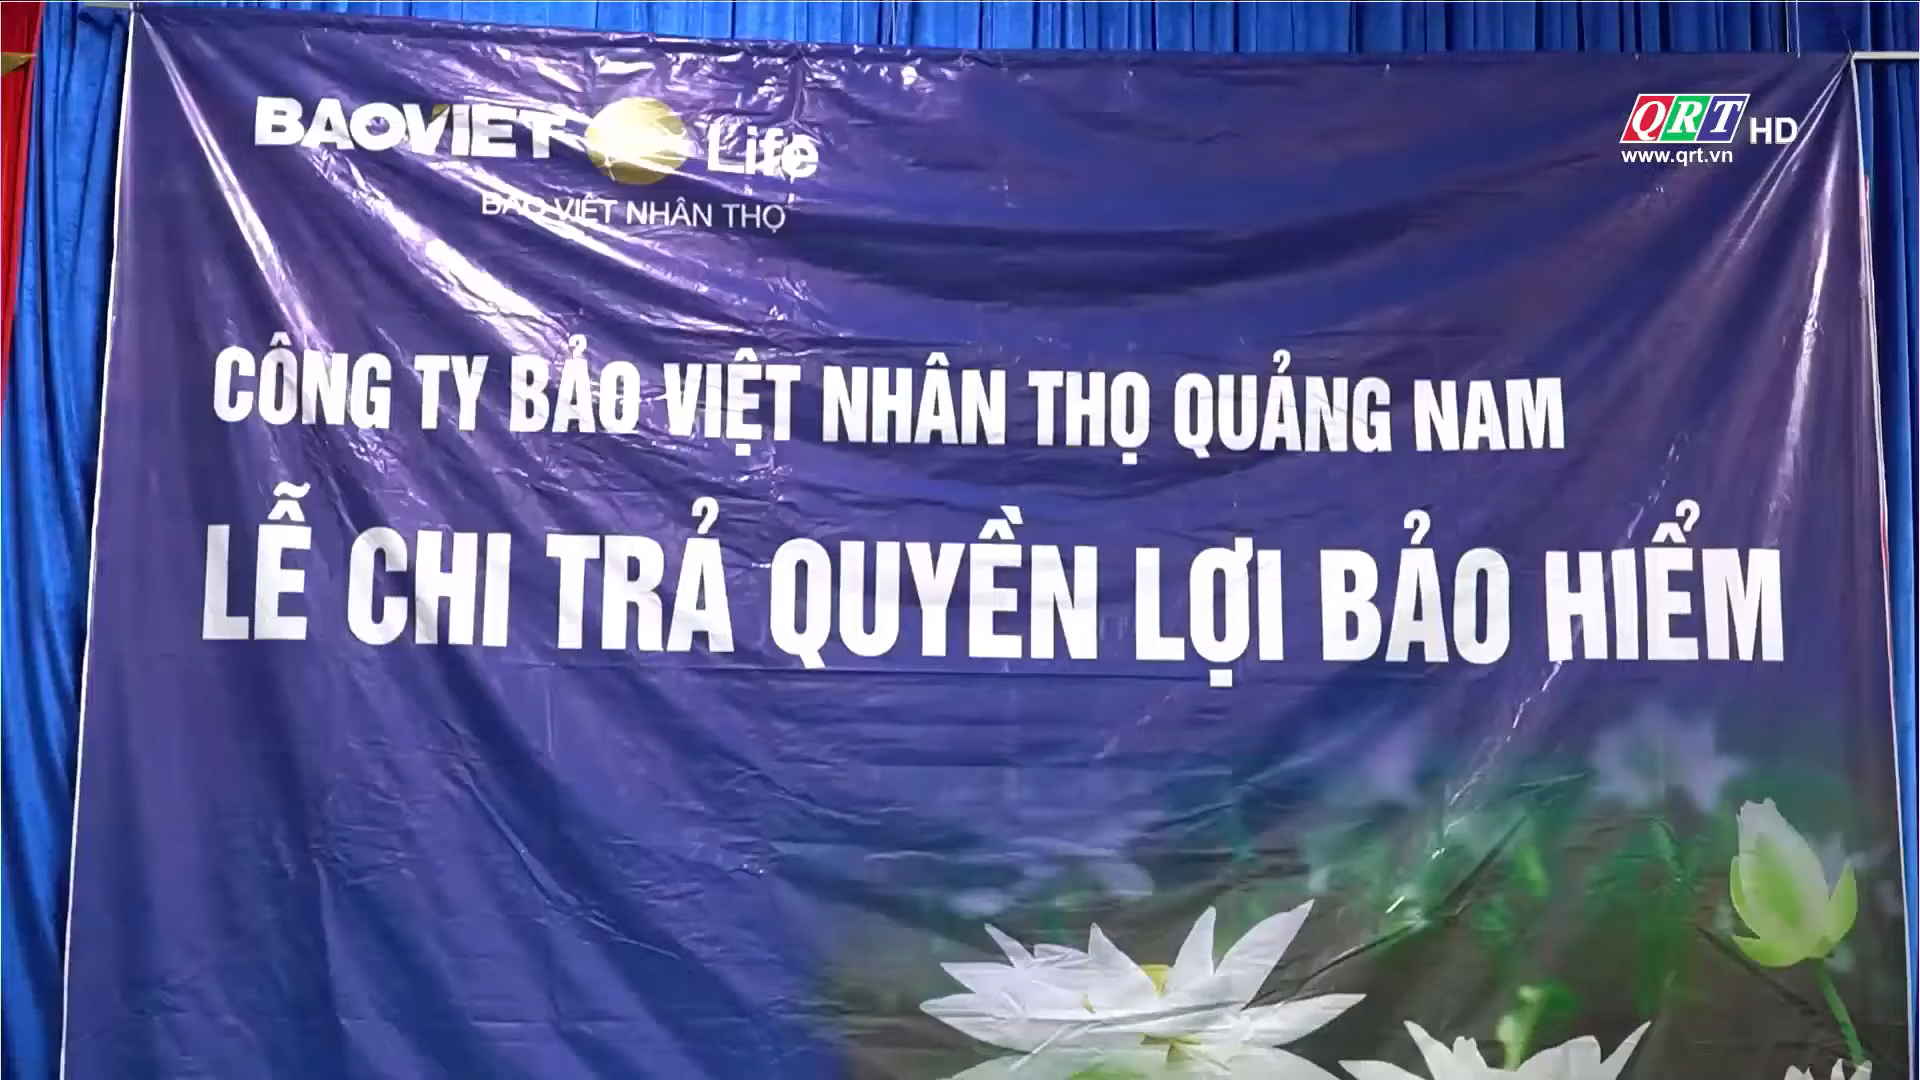 BAOVIET Life
BẢO VIỆT NHÂN THỌ
QRT HD
www.qrt.vn
CÔNG TY BẢO VIỆT NHÂN THỌ QUẢNG NAM
LỄ CHI TRẢ QUYỀN LỢI BẢO HIỂM